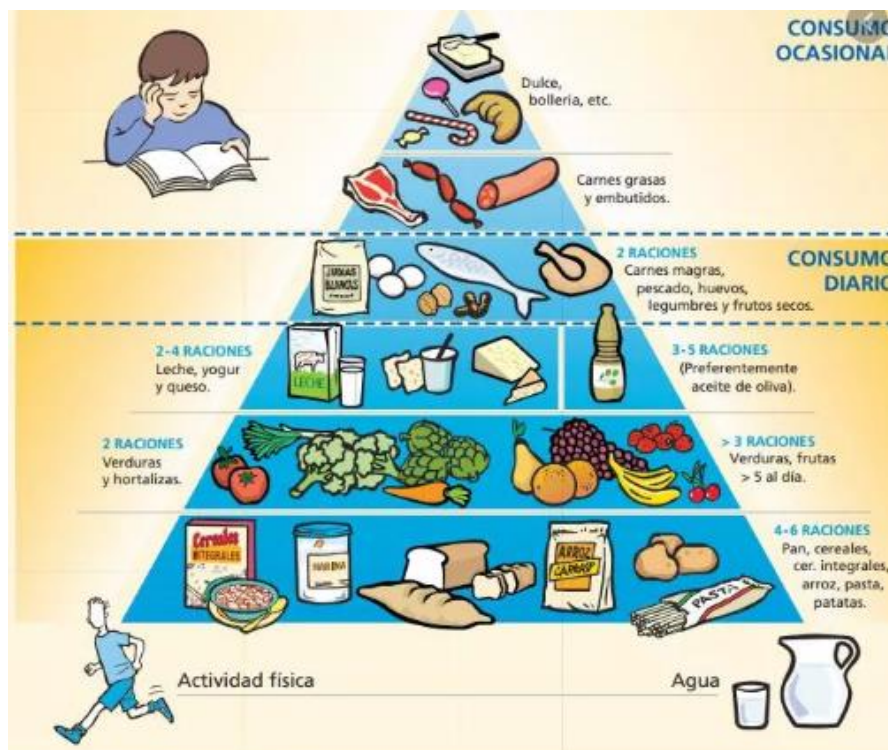 CONSUMO
OCASIONAL
Dulce,
bolleria, etc.
Carnes grasas
y embutidos.
JUDIAS
BLANCAS
2 RACIONES
Carnes magras,
pescado, huevos,
legumbres y frutos secos.
CONSUMO
DIARIO
2-4 RACIONES
Leche, yogur
y queso.
LECHE
3-5 RACIONES
(Preferentemente
aceite de oliva).
2 RACIONES
Verduras
y hortalizas.
> 3 RACIONES
Verduras, frutas
> 5 al día.
Cereales
INTEGRALES
HARINA
ARROZ
PASTA
4-6 RACIONES
Pan, cereales,
cer. integrales,
arroz, pasta,
patatas.
Actividad física
Agua